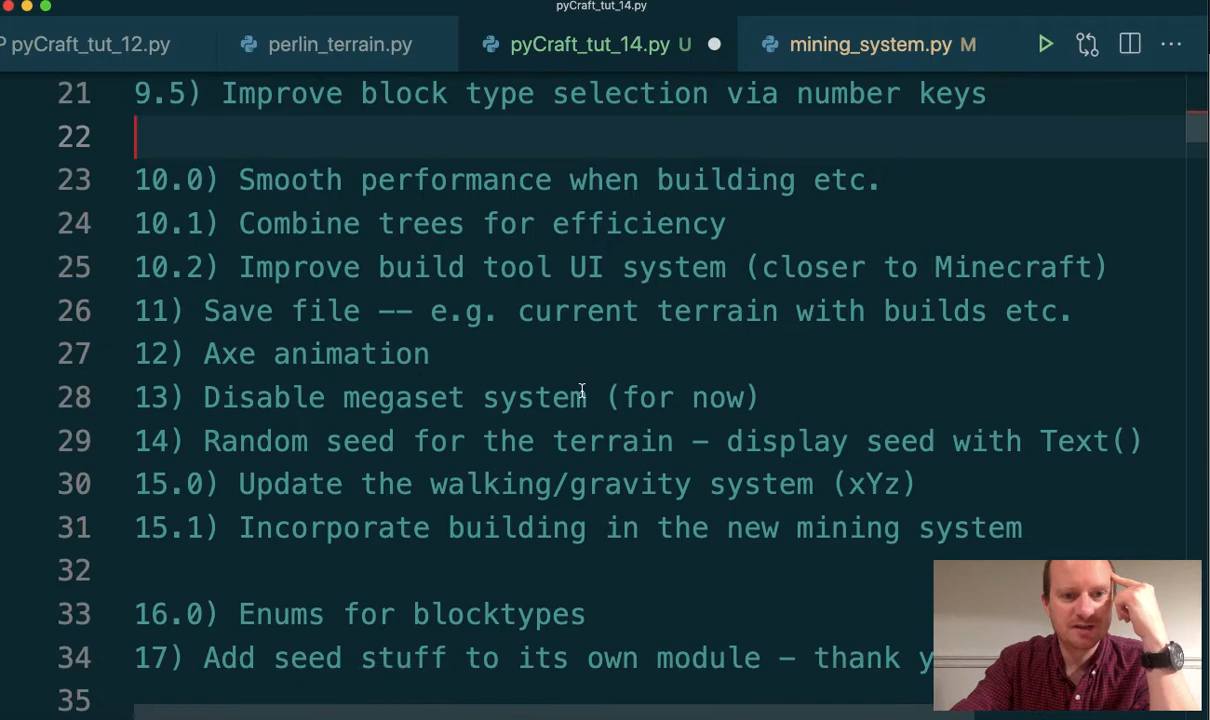 pyCraft_tut_14.py
pyCraft_tut_12.py perlin_terrain.py pyCraft_tut_14.py U mining_system.py M
21 9.5) Improve block type selection via number keys
22
23 10.0) Smooth performance when building etc.
24 10.1) Combine trees for efficiency
25 10.2) Improve build tool UI system (closer to Minecraft)
26 11) Save file -- e.g. current terrain with builds etc.
27 12) Axe animation
28 13) Disable megaset system (for now)
29 14) Random seed for the terrain - display seed with Text()
30 15.0) Update the walking/gravity system (xYz)
31 15.1) Incorporate building in the new mining system
32
33 16.0) Enums for blocktypes
34 17) Add seed stuff to its own module - thank y
35